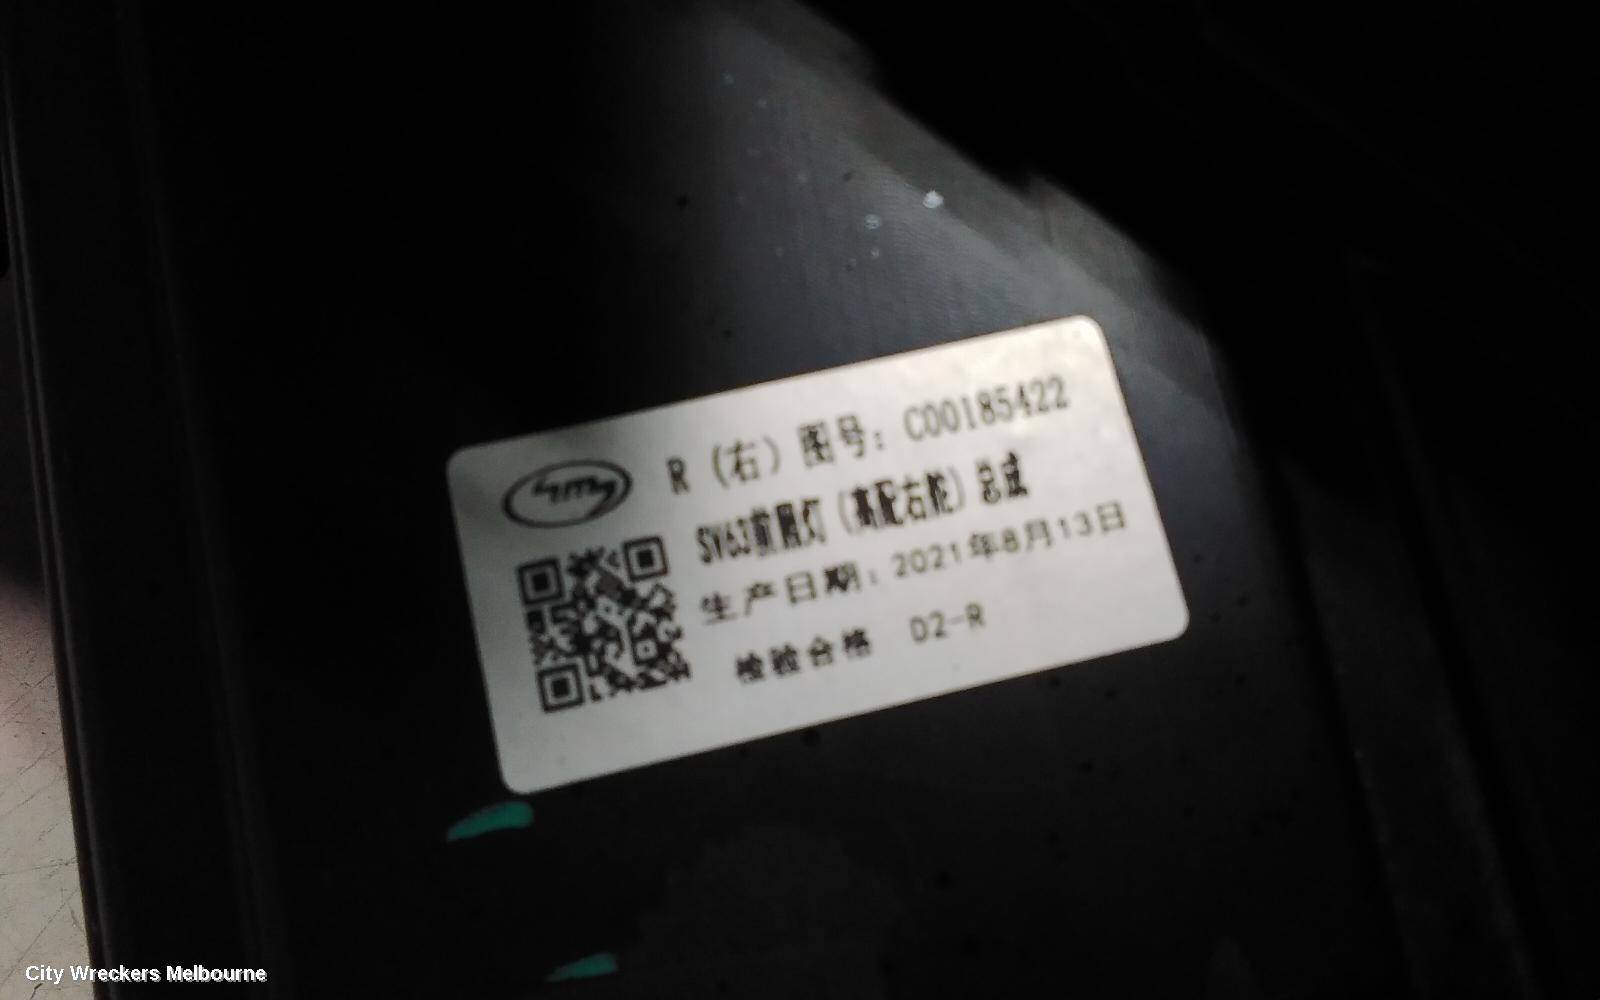 R（右）图号：C00185422
SV63前照灯（高配右舵）总成
生产日期：2021年8月13日
检验合格 D2-R
City Wreckers Melbourne